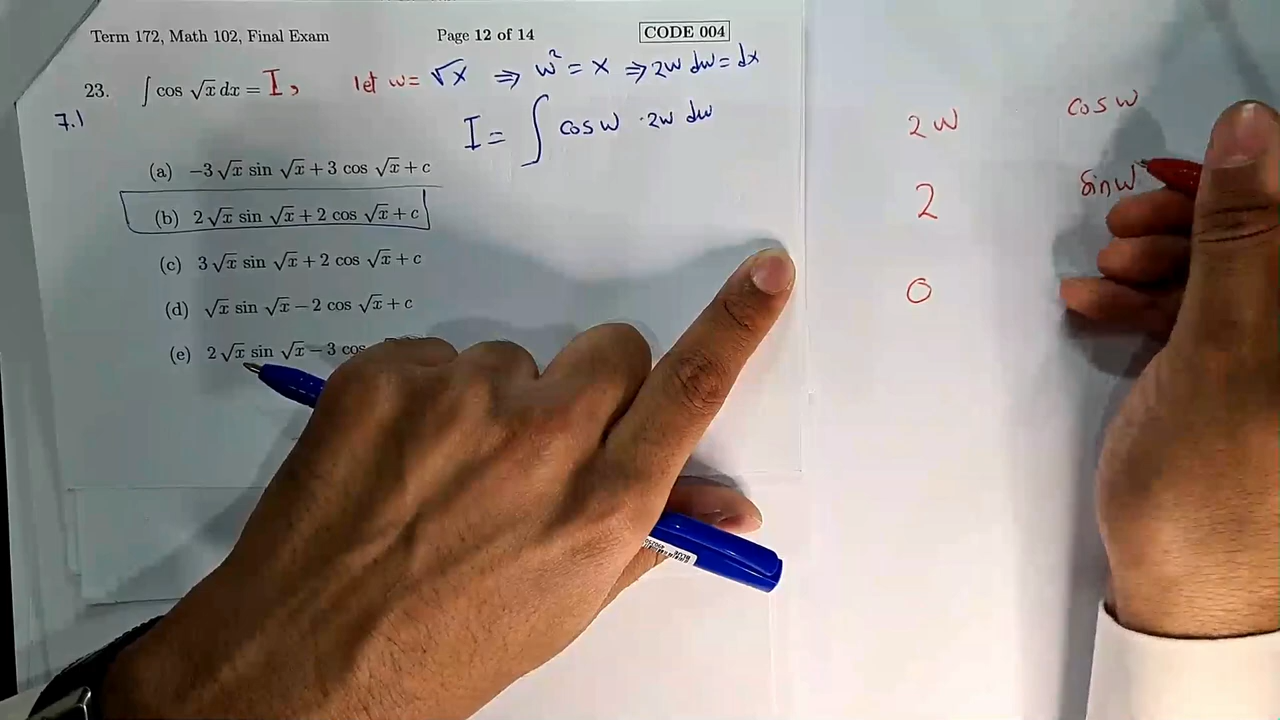 Term 172, Math 102, Final Exam Page 12 of 14 CODE 004
23. ∫ cos √x dx = I, let w = √x ⇒ w² = x ⇒ 2w dw = dx
7.1
I = ∫ cos w · 2w dw
(a) −3√x sin √x + 3 cos √x + c
(b) 2√x sin √x + 2 cos √x + c
(c) 3√x sin √x + 2 cos √x + c
(d) √x sin √x − 2 cos √x + c
(e) 2√x sin √x − 3 cos
2w cos w
2 sin w
0